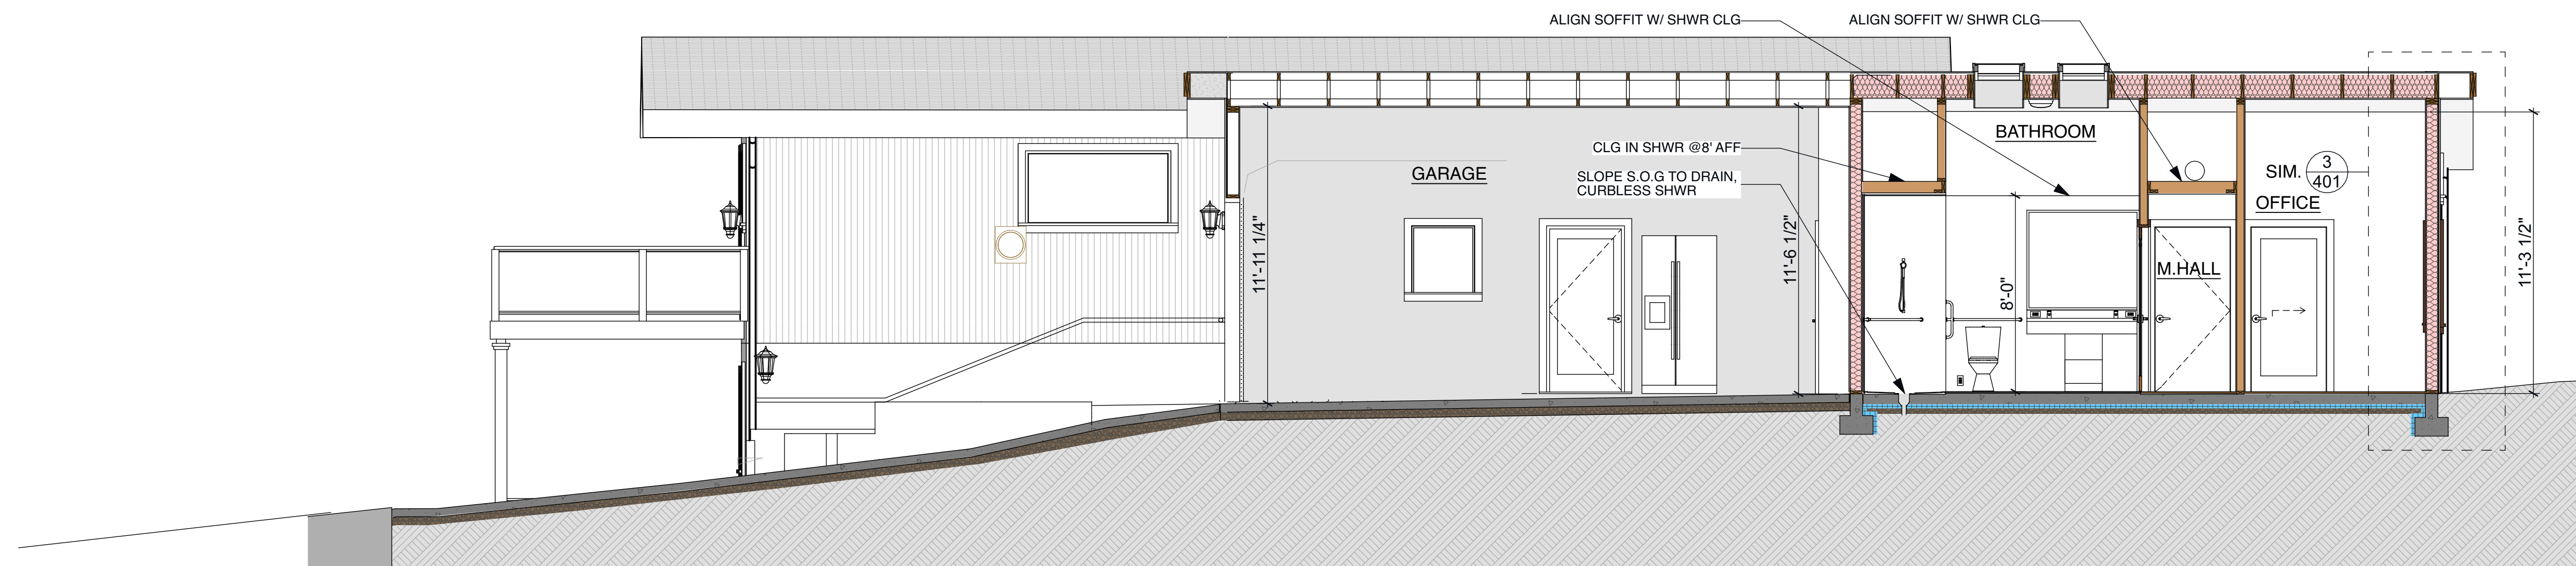 ALIGN SOFFIT W/ SHWR CLG
ALIGN SOFFIT W/ SHWR CLG
BATHROOM
CLG IN SHWR @8' AFF
GARAGE
SLOPE S.O.G TO DRAIN,
CURBLESS SHWR
SIM.
3
401
OFFICE
11'-11 1/4"
11'-6 1/2"
8'-0"
M.HALL
11'-3 1/2"